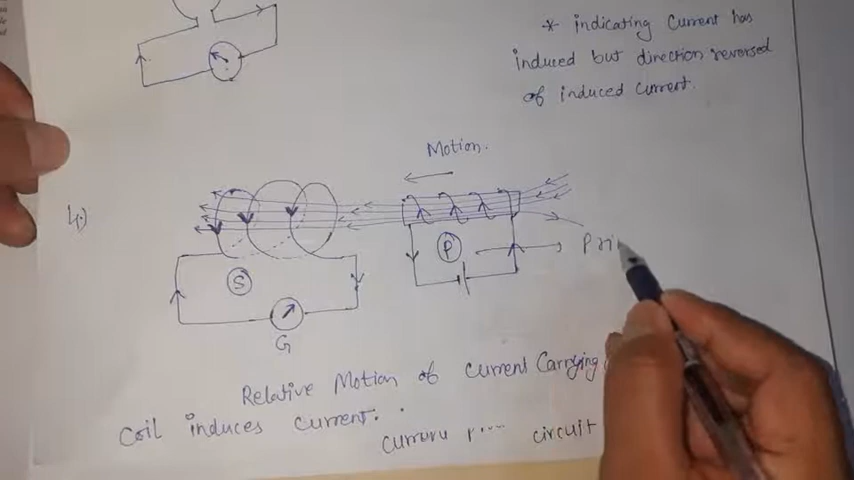 * indicating Current has
induced but direction reversed
of induced current.
Motion.
4)
P
Pri
S
G
Relative Motion of Current Carrying
Coil induces Current.
circuit